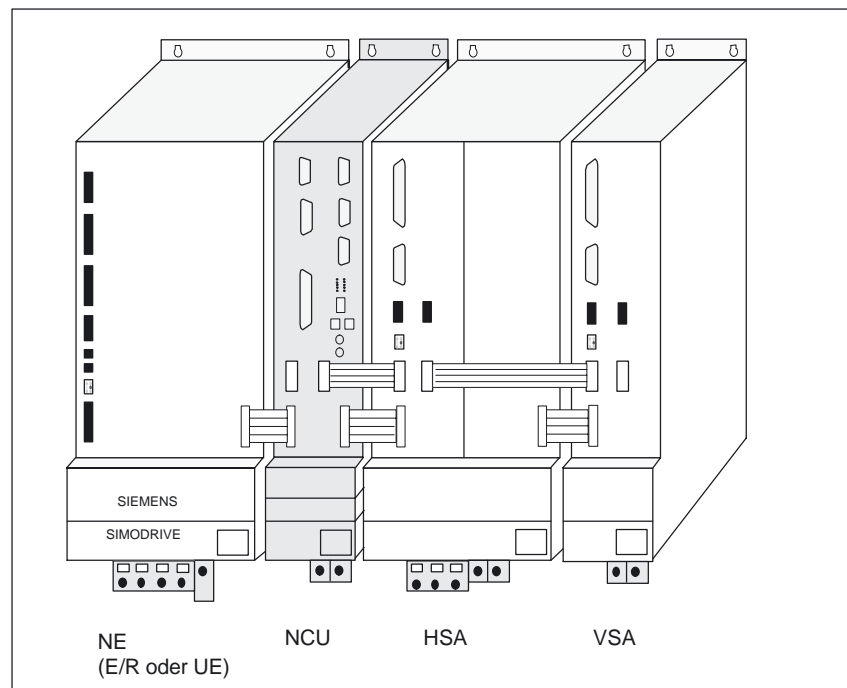 SIEMENS
SIMODRIVE
NE
(E/R oder UE)
NCU
HSA
VSA